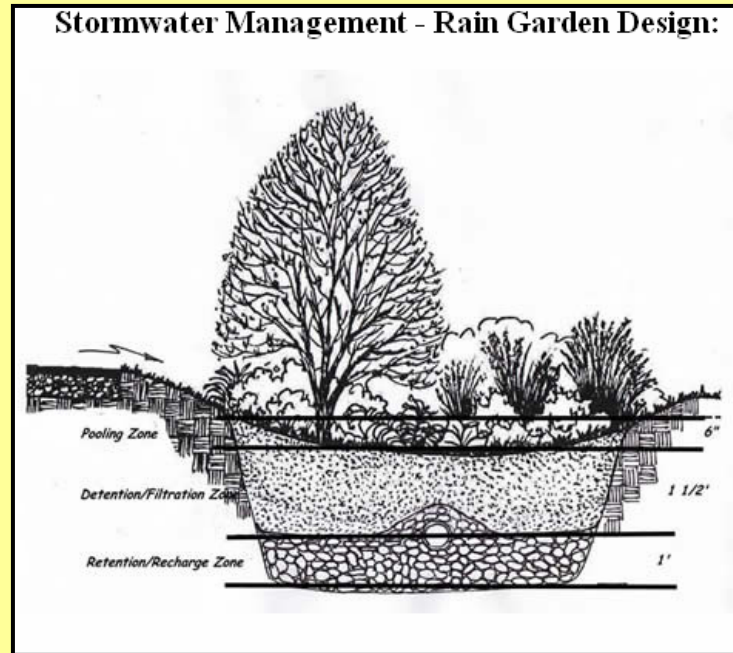 Stormwater Management - Rain Garden Design:
Pooling Zone
6"
Detention/Filtration Zone
1 1/2'
Retention/Recharge Zone
1'